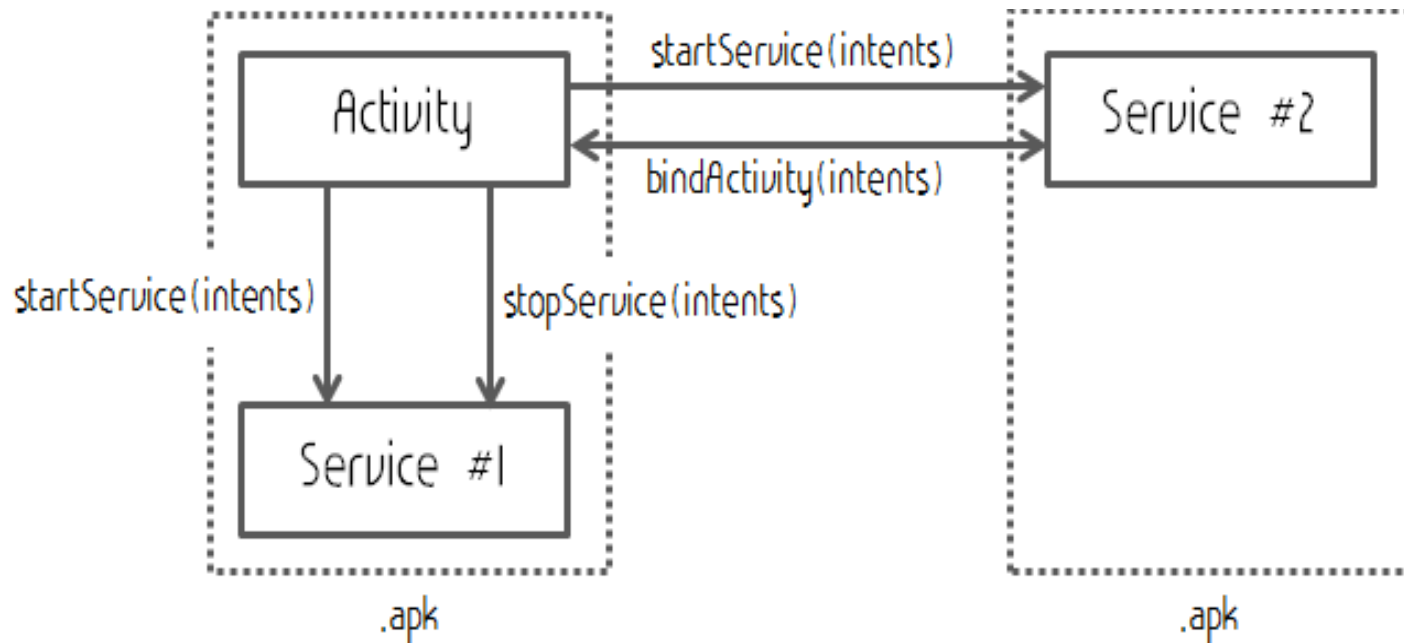 startService(intents)
Activity
Service #2
bindActivity(intents)
startService(intents)
stopService(intents)
Service #1
.apk
.apk